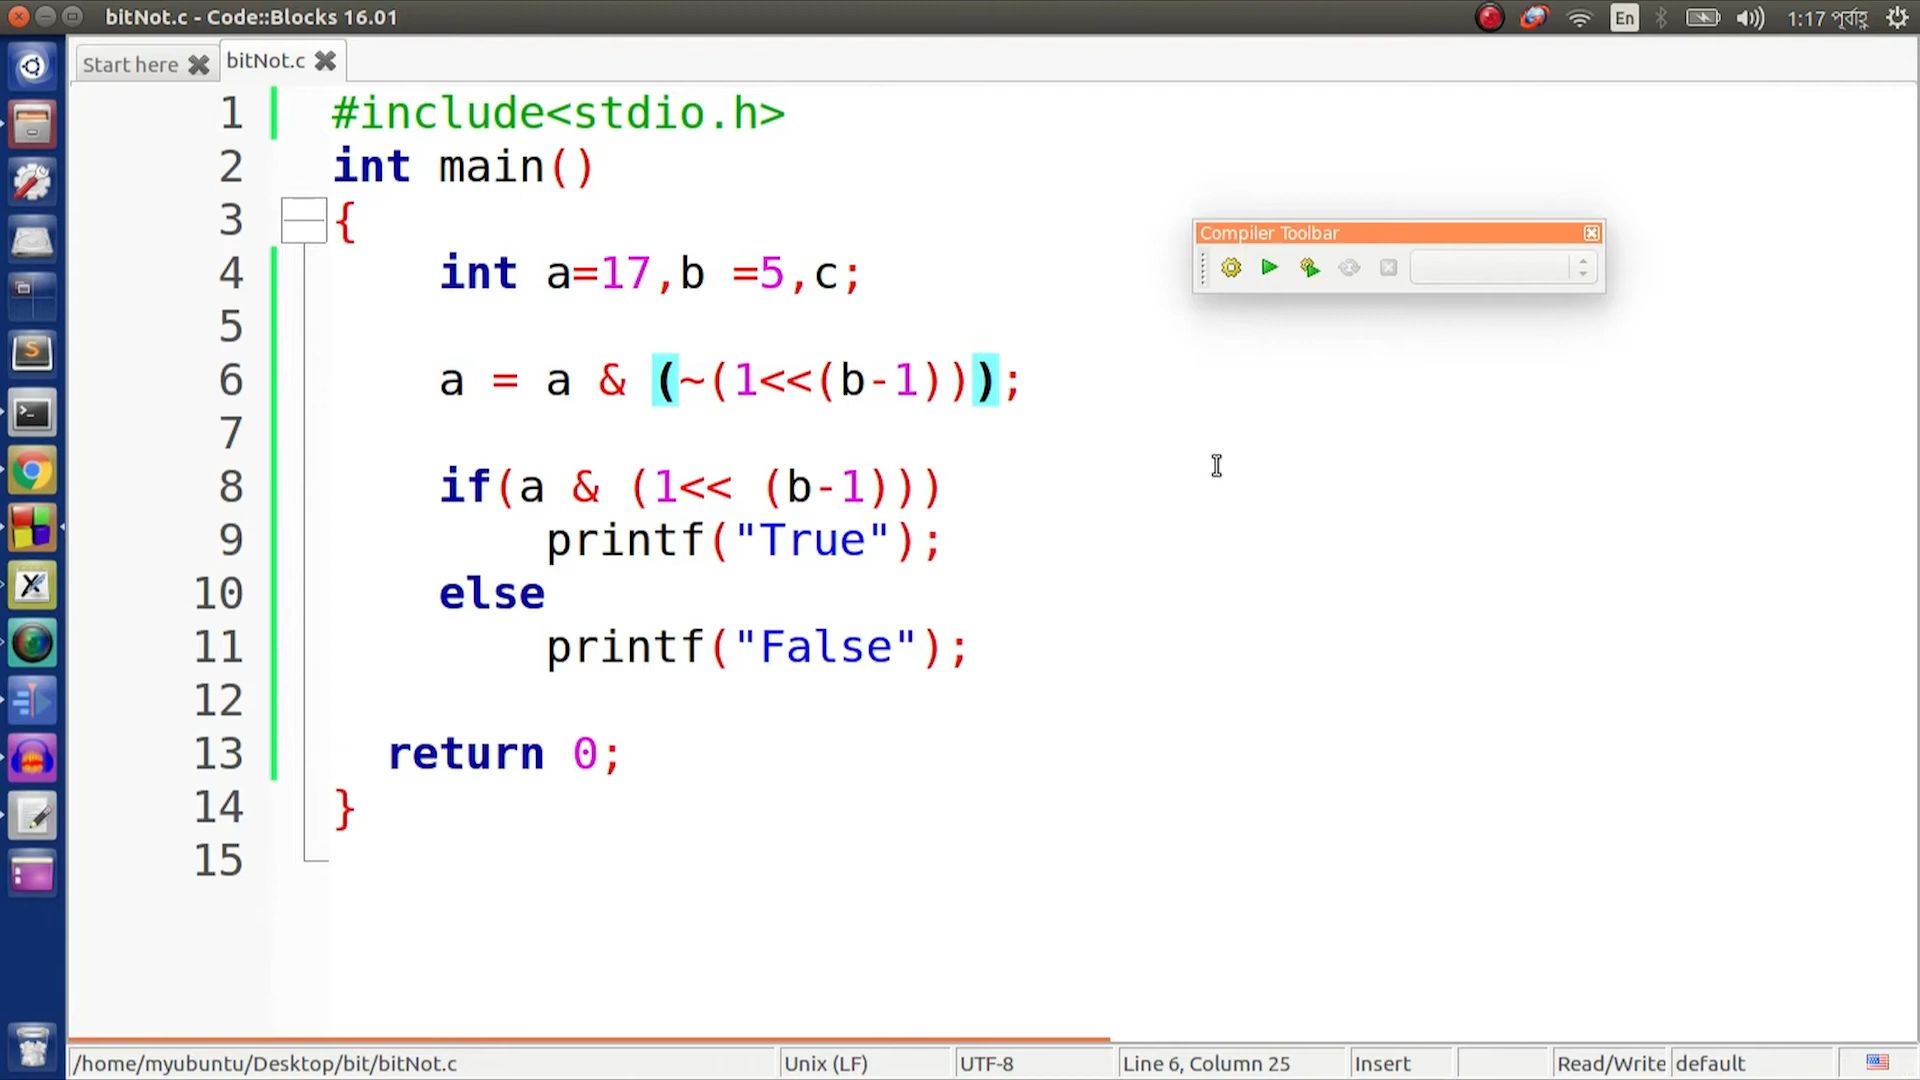 bitNot.c - Code::Blocks 16.01
En
1:17 পূর্বাহ্ণ
Start here
bitNot.c
1 #include<stdio.h>
2 int main()
3 {
Compiler Toolbar
4 int a=17,b =5,c;
5
6 a = a & (~(1<<(b-1)));
7
8 if(a & (1<< (b-1)))
9 printf("True");
10 else
11 printf("False");
12
13 return 0;
14 }
15
/home/myubuntu/Desktop/bit/bitNot.c
Unix (LF)
UTF-8
Line 6, Column 25
Insert
Read/Write
default